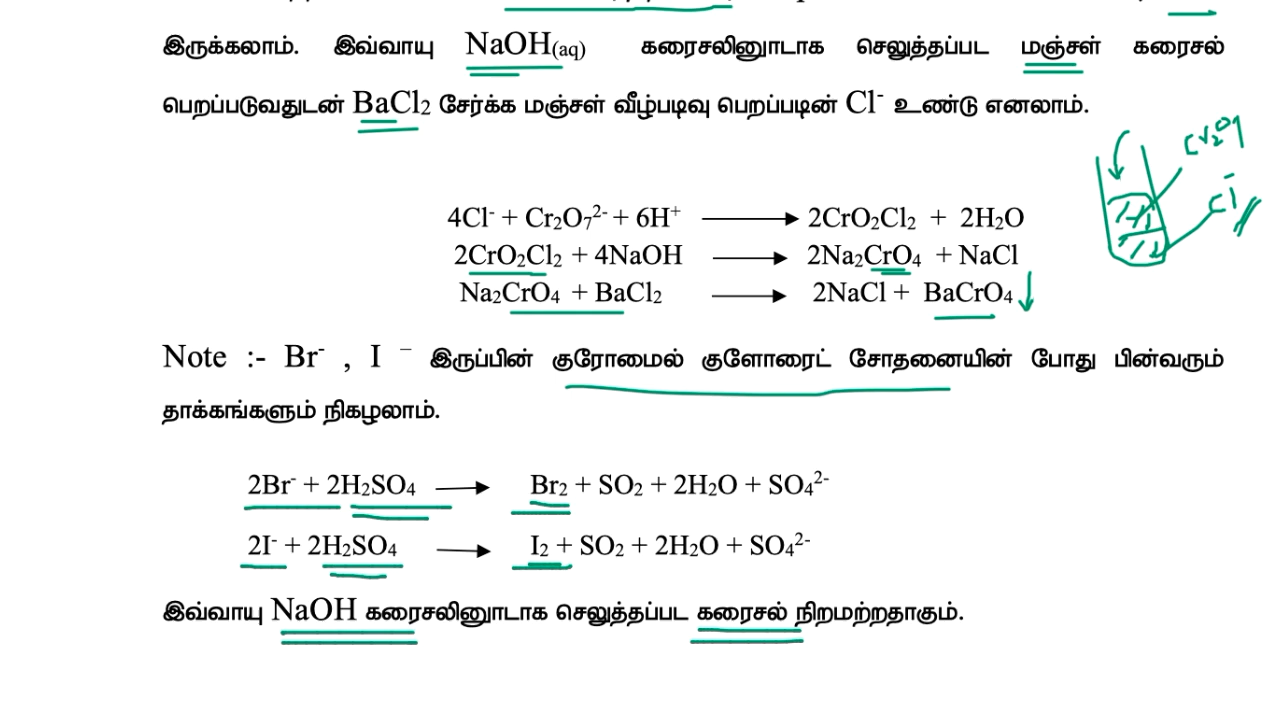 இருக்கலாம். இவ்வாயு NaOH(aq) கரைசலினூடாக செலுத்தப்பட மஞ்சள் கரைசல்
பெறப்படுவதுடன் BaCl₂ சேர்க்க மஞ்சள் வீழ்படிவு பெறப்படின் Cl⁻ உண்டு எனலாம்.
4Cl⁻ + Cr₂O₇²⁻ + 6H⁺ ⟶ 2CrO₂Cl₂ + 2H₂O
2CrO₂Cl₂ + 4NaOH ⟶ 2Na₂CrO₄ + NaCl
Na₂CrO₄ + BaCl₂ ⟶ 2NaCl + BaCrO₄ ↓
Cl⁻
Note :- Br⁻ , I ⁻ இருப்பின் குரோமைல் குளோரைட் சோதனையின் போது பின்வரும்
தாக்கங்களும் நிகழலாம்.
2Br⁻ + 2H₂SO₄ ⟶ Br₂ + SO₂ + 2H₂O + SO₄²⁻
2I⁻ + 2H₂SO₄ ⟶ I₂ + SO₂ + 2H₂O + SO₄²⁻
இவ்வாயு NaOH கரைசலினூடாக செலுத்தப்பட கரைசல் நிறமற்றதாகும்.